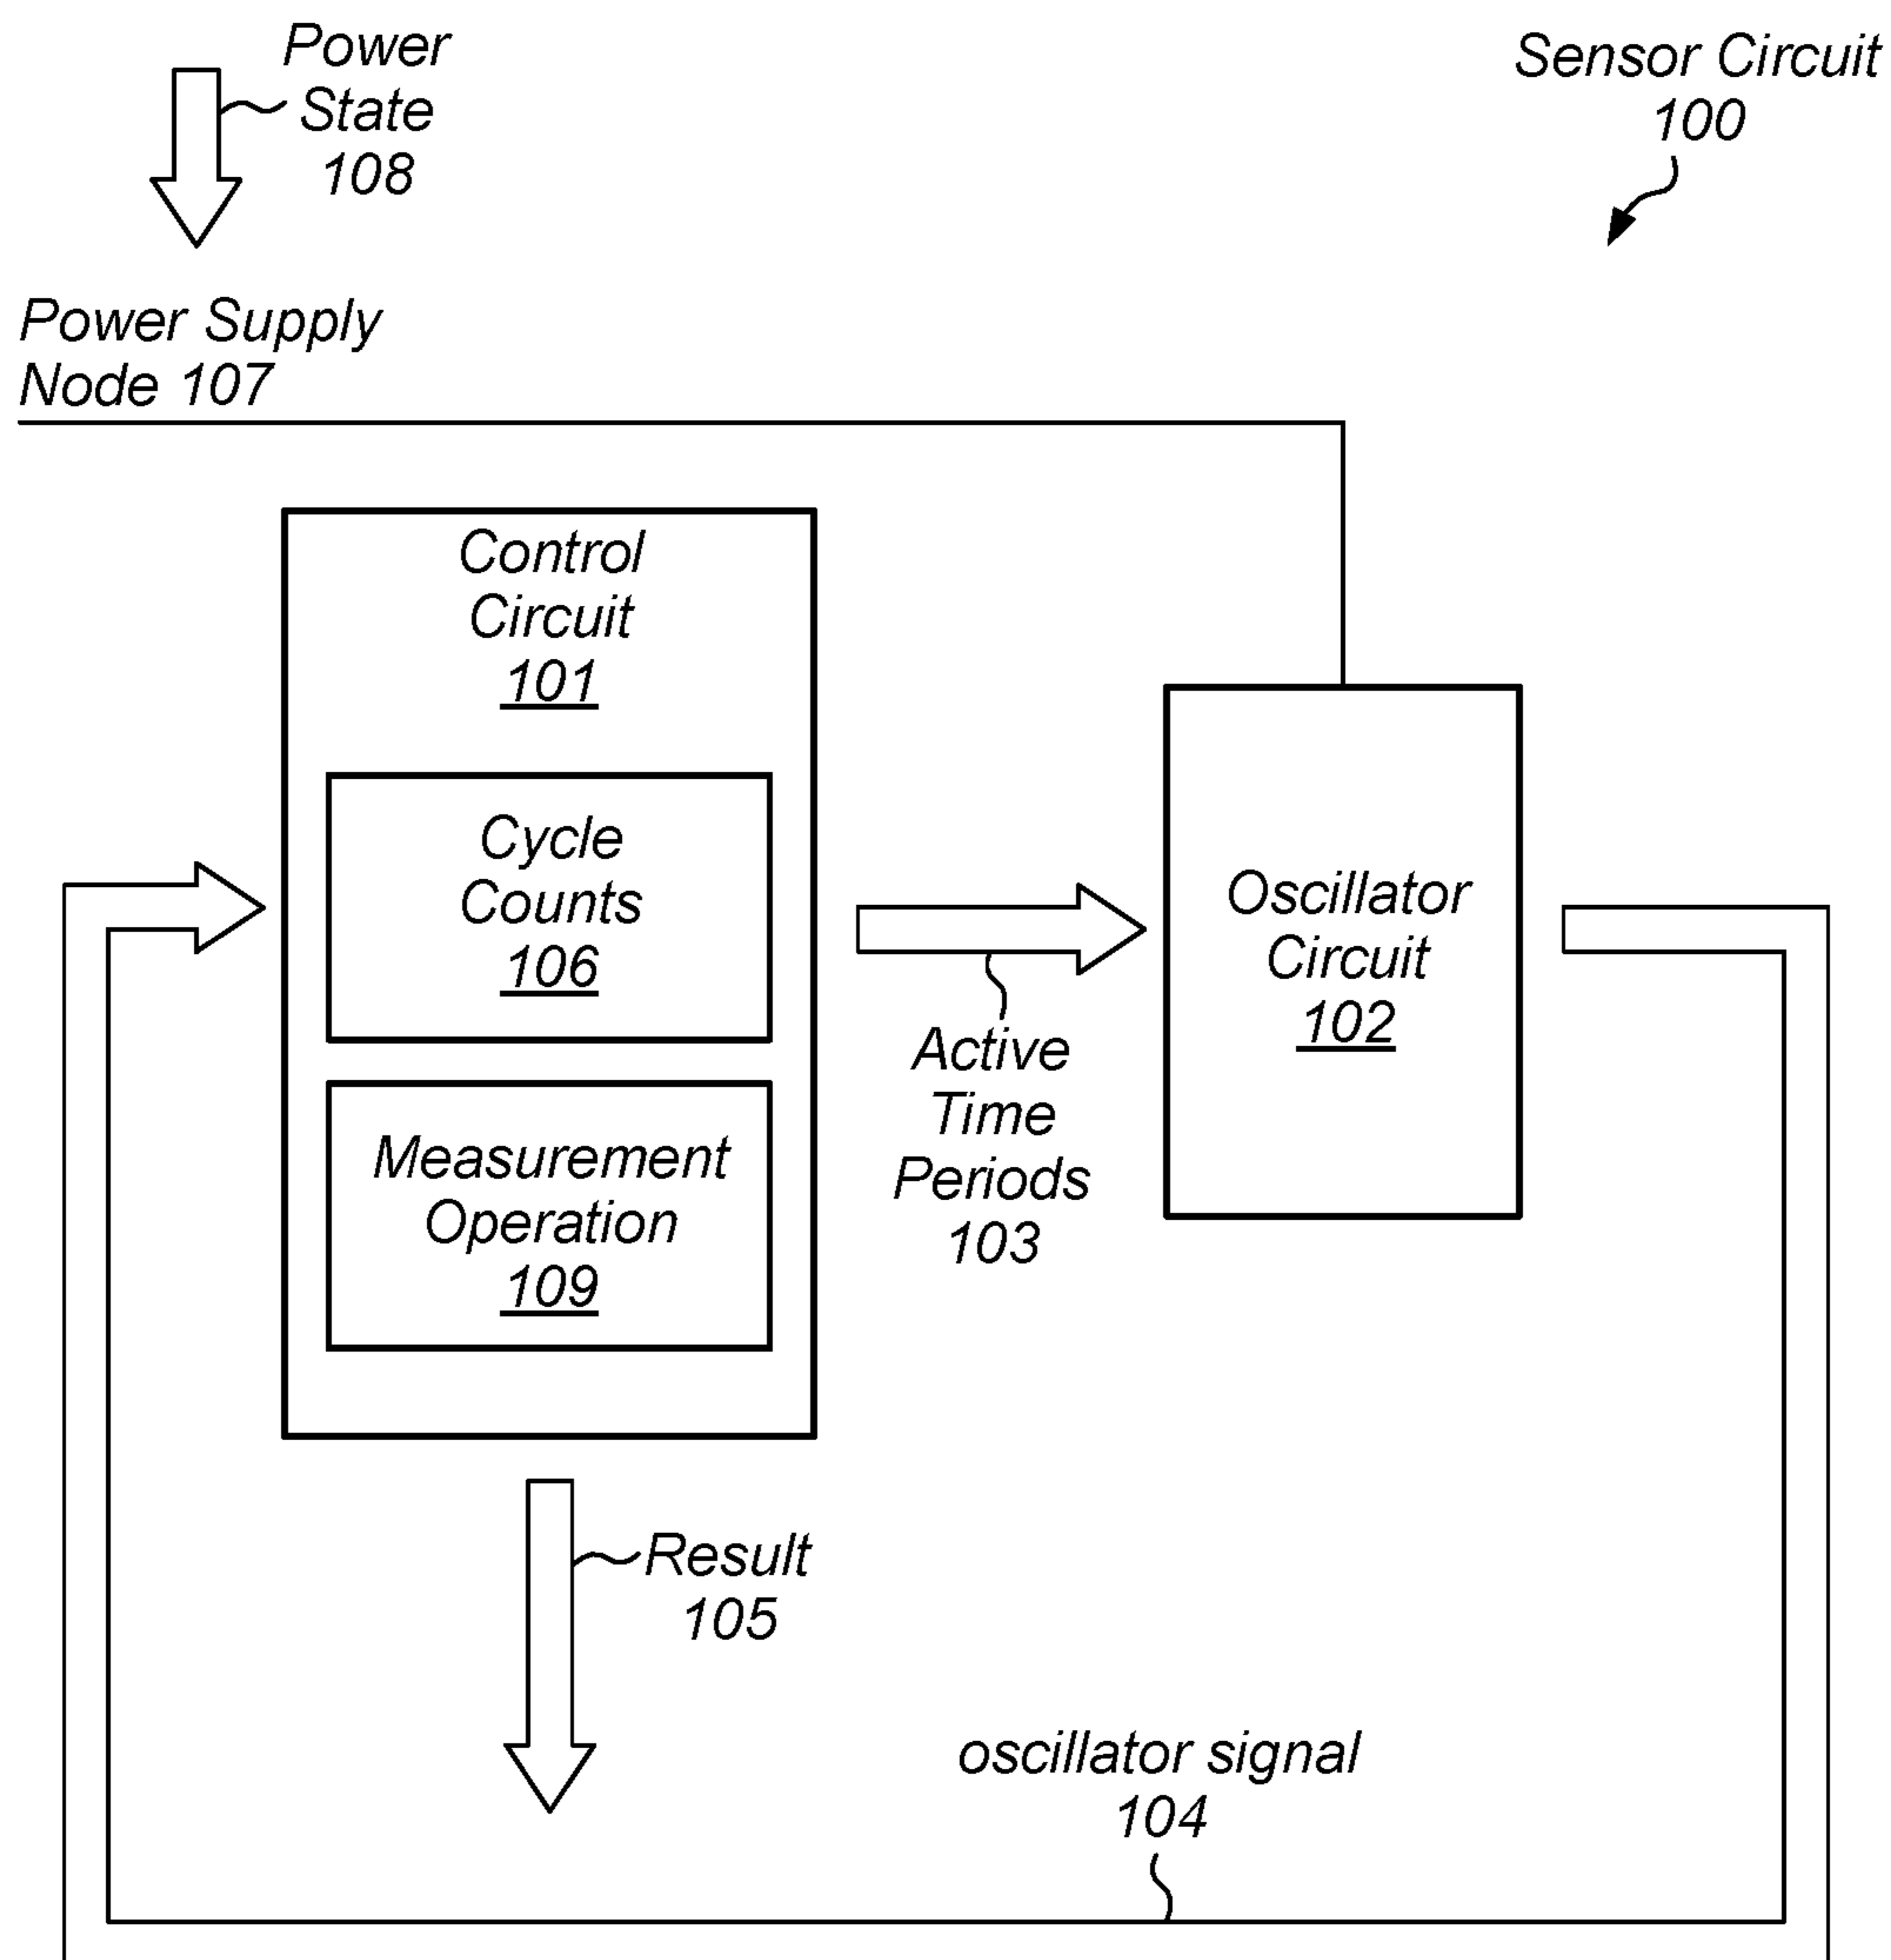 Power
State
108
Sensor Circuit
100
Power Supply
Node 107
Control
Circuit
101
Cycle
Counts
106
Measurement
Operation
109
Active
Time
Periods
103
Oscillator
Circuit
102
Result
105
oscillator signal
104